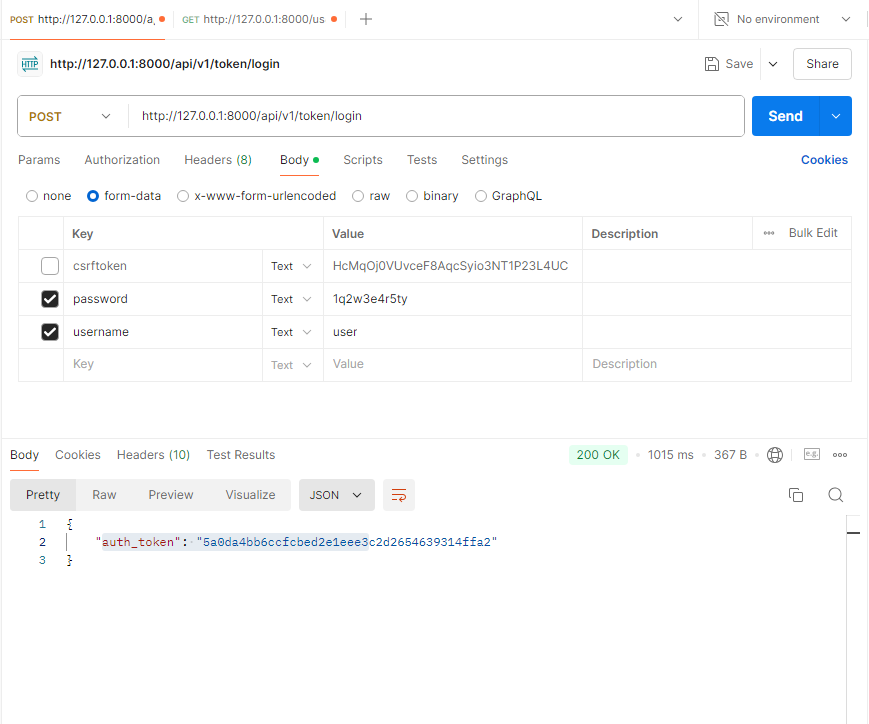 POST http://127.0.0.1:8000/a GET http://127.0.0.1:8000/us No environment
HTTP http://127.0.0.1:8000/api/v1/token/login Save Share
POST http://127.0.0.1:8000/api/v1/token/login Send
Params Authorization Headers (8) Body Scripts Tests Settings Cookies
none form-data x-www-form-urlencoded raw binary GraphQL
Key Value Description Bulk Edit
csrftoken Text HcMqOj0VUvceF8AqcSyio3NT1P23L4UC
password Text 1q2w3e4r5ty
username Text user
Key Text Value Description
Body Cookies Headers (10) Test Results 200 OK 1015 ms 367 B e.g.
Pretty Raw Preview Visualize JSON
1 {
2 "auth_token": "5a0da4bb6ccfcbed2e1eee3c2d2654639314ffa2"
3 }